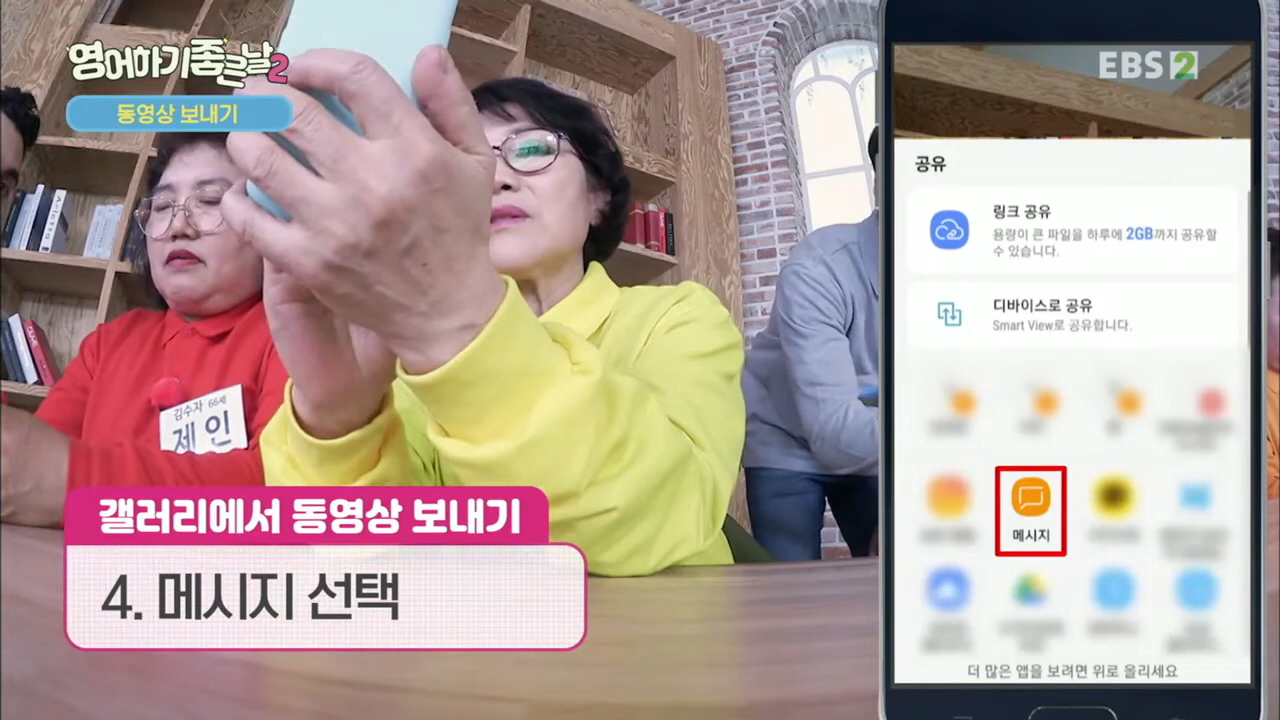 영어하기좋은날2
동영상 보내기
EBS 2
김수자 66세
제인
갤러리에서 동영상 보내기
4. 메시지 선택
공유
링크 공유
용량이 큰 파일을 하루에 2GB까지 공유할
수 있습니다.
디바이스로 공유
Smart View로 공유합니다.
메시지
더 많은 앱을 보려면 위로 올리세요